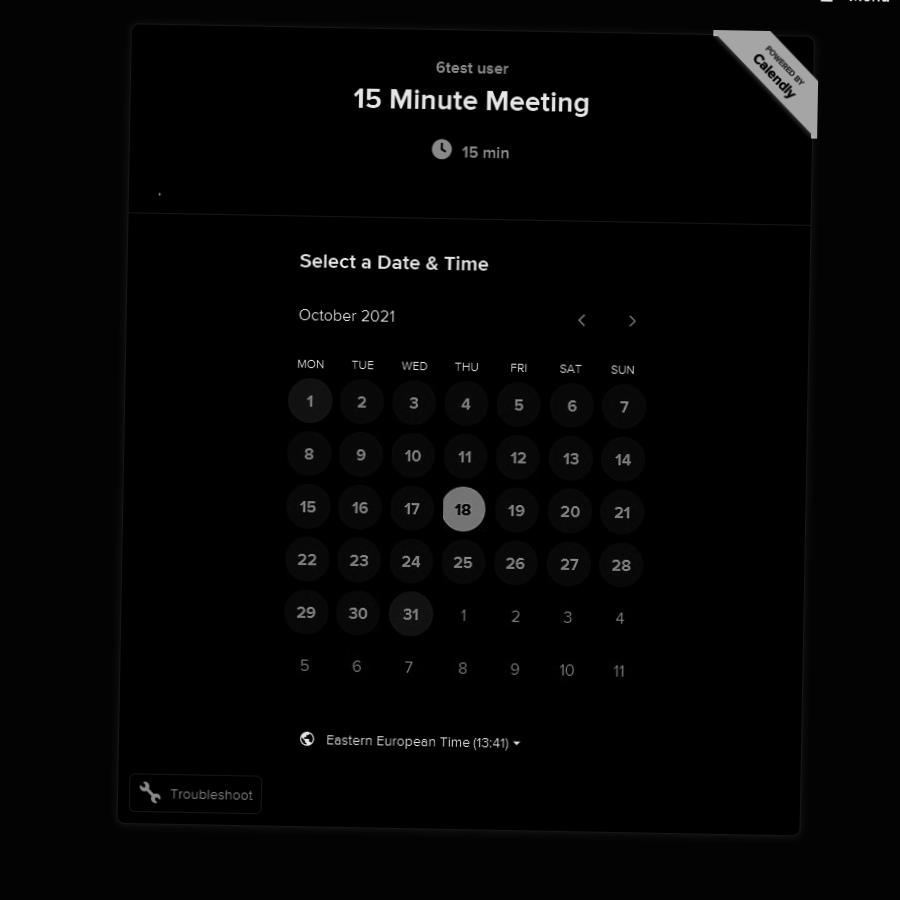 6test user
15 Minute Meeting
15 min
POWERED BY
Calendly
Select a Date & Time
October 2021
MON TUE WED THU FRI SAT SUN
1 2 3 4 5 6 7
8 9 10 11 12 13 14
15 16 17 18 19 20 21
22 23 24 25 26 27 28
29 30 31 1 2 3 4
5 6 7 8 9 10 11
Eastern European Time (13:41)
Troubleshoot